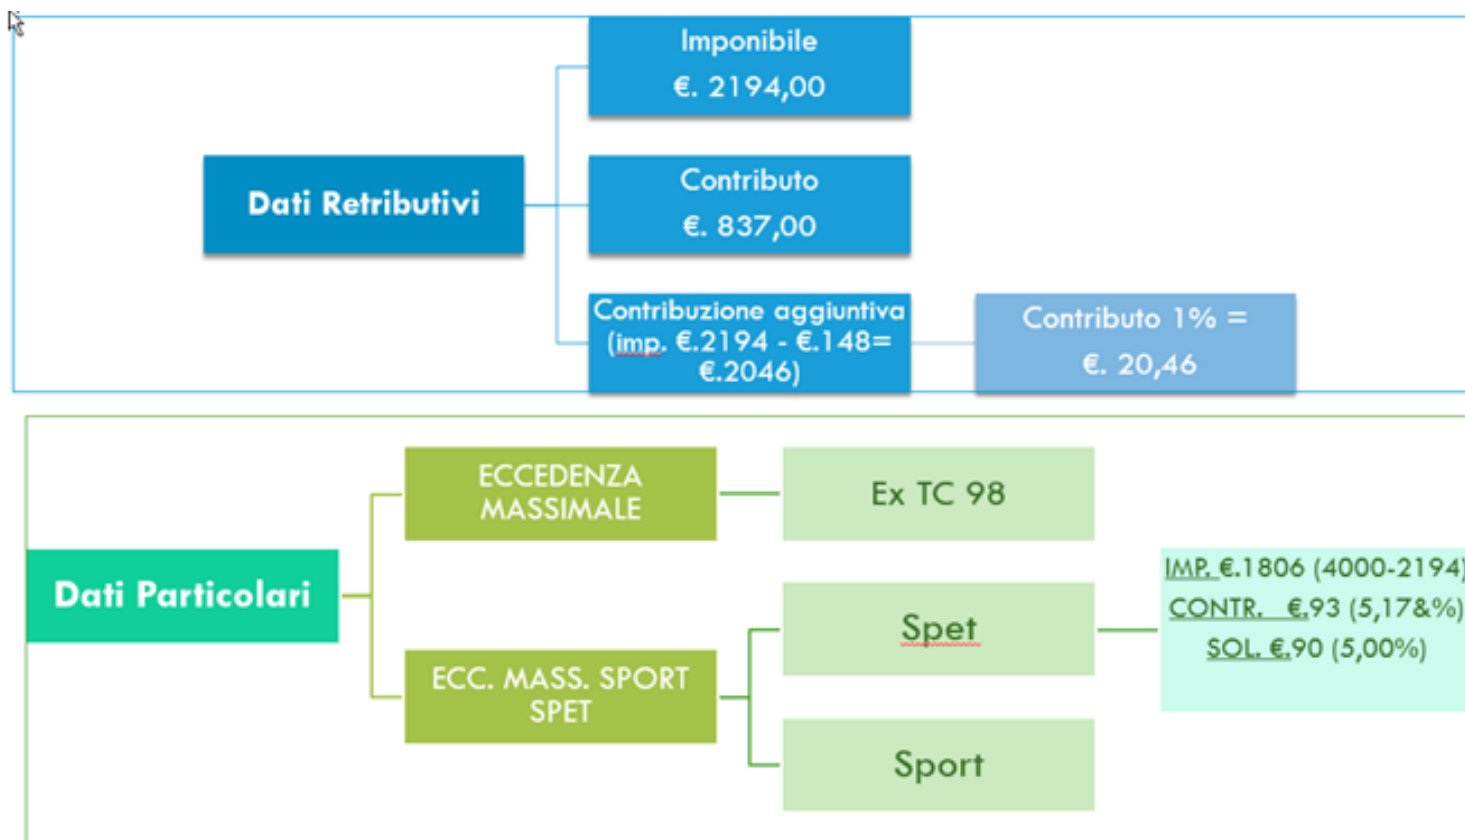 Imponibile
€. 2194,00
Dati Retributivi
Contributo
€. 837,00
Contribuzione aggiuntiva
(imp. €.2194 - €.148=
€.2046)
Contributo 1% =
€. 20,46
ECCEDENZA
MASSIMALE
Ex TC 98
Dati Particolari
ECC. MASS. SPORT
SPET
Spet
IMP. €.1806 (4000-2194)
CONTR. €.93 (5,17&%)
SOL. €.90 (5,00%)
Sport